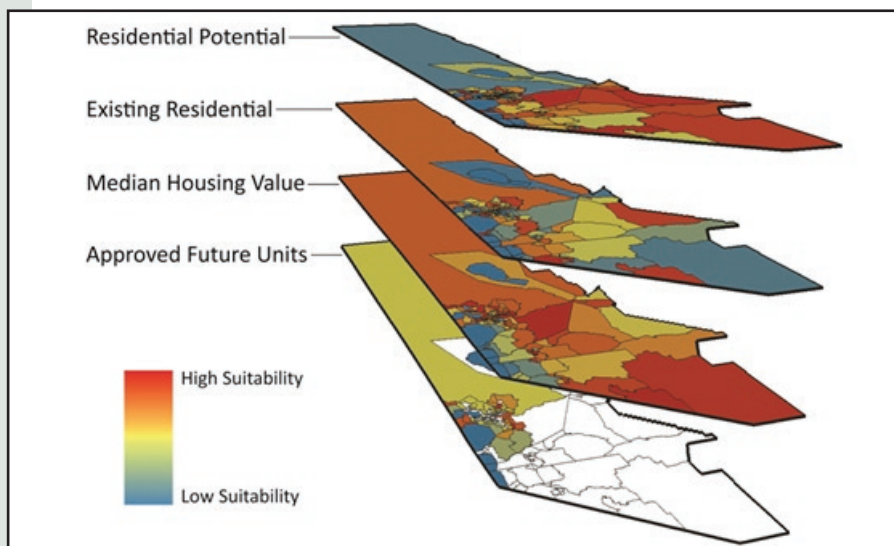 Residential Potential
Existing Residential
Median Housing Value
Approved Future Units
High Suitability
Low Suitability